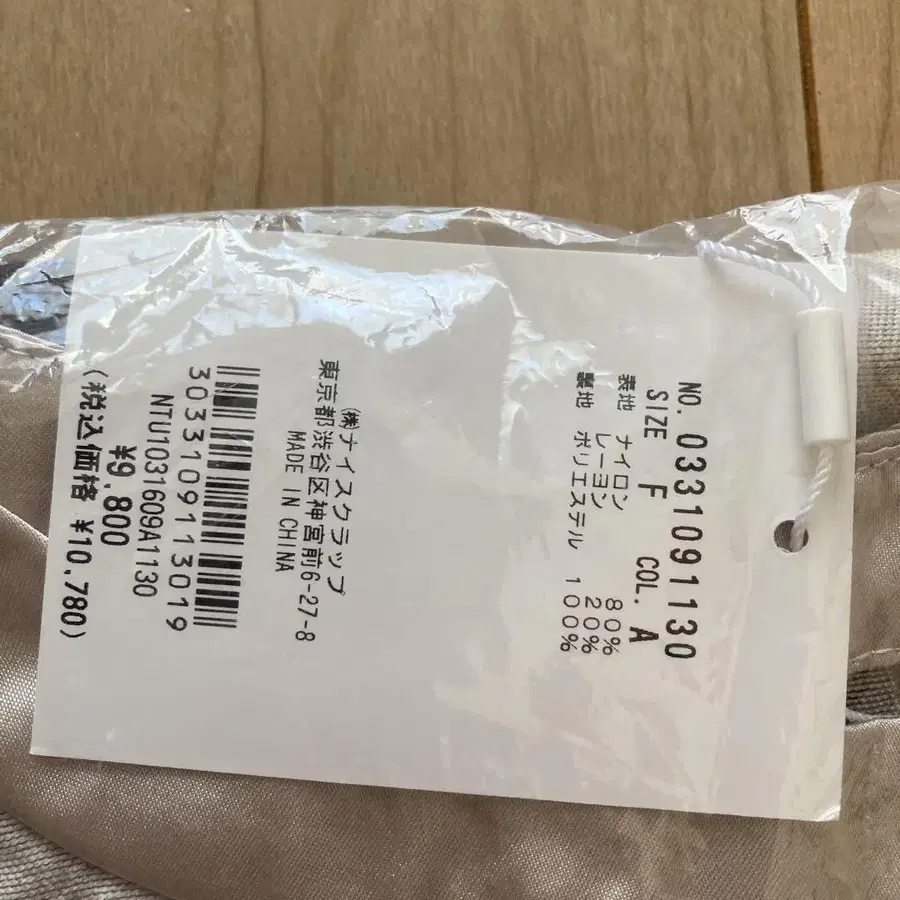 NO. 0331091130
SIZE F COL. A
表地 ナイロン 80%
レーヨン 20%
裏地 ポリエステル 100%
㈱ナイスクラップ
東京都渋谷区神宮前6-27-8
MADE IN CHINA
3033109113019
NTU1031609A1130
¥9,800
(税込価格 ¥10,780)